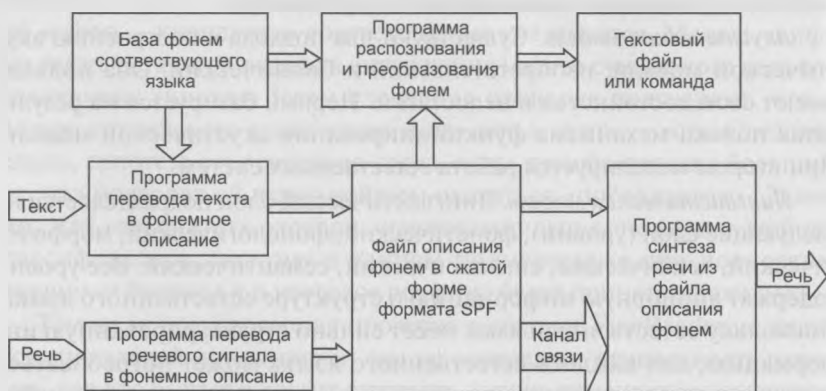 База фонем
соотвествующего
языка
Программа
распознования
и преобразования
фонем
Текстовый
файл
или команда
Текст
Программа
перевода текста
в фонемное
описание
Файл описания
фонем в сжатой
форме
формата SPF
Программа
синтеза
речи из
файла
описания
фонем
Речь
Речь
Программа перевода
речевого сигнала
в фонемное описание
Канал
связи